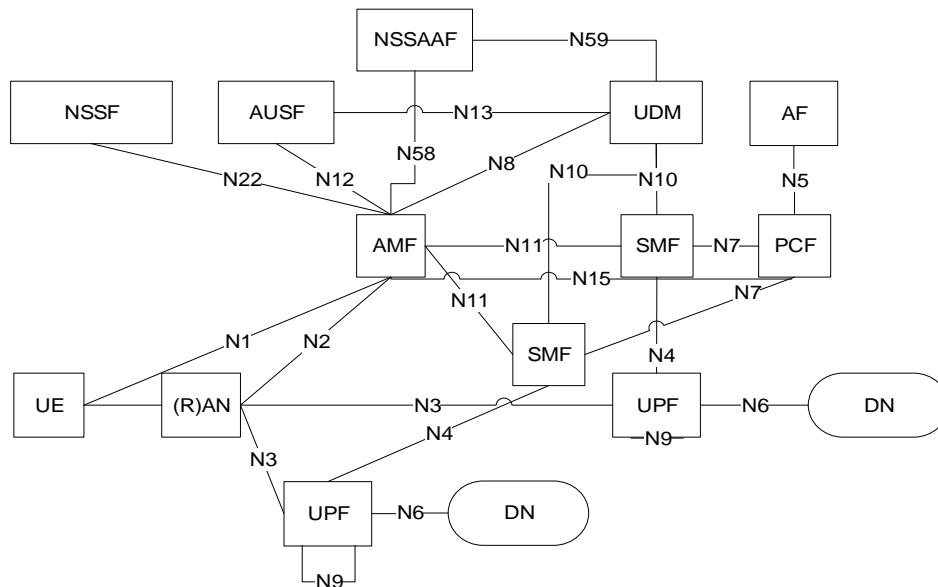 NSSAAF
N59
NSSF
AUSF
N13
UDM
AF
N58
N8
N22
N12
N10
N10
N5
AMF
N11
SMF
N7
PCF
N15
N11
N7
N1
N2
SMF
N4
UE
(R)AN
N3
UPF
N6
DN
N4
N9
N3
UPF
N6
DN
N9